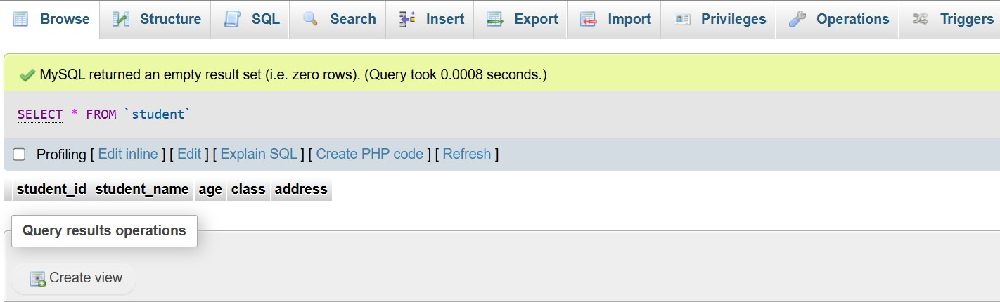 Browse Structure SQL Search Insert Export Import Privileges Operations Triggers
MySQL returned an empty result set (i.e. zero rows). (Query took 0.0008 seconds.)
SELECT * FROM `student`
Profiling [ Edit inline ] [ Edit ] [ Explain SQL ] [ Create PHP code ] [ Refresh ]
student_id student_name age class address
Query results operations
Create view